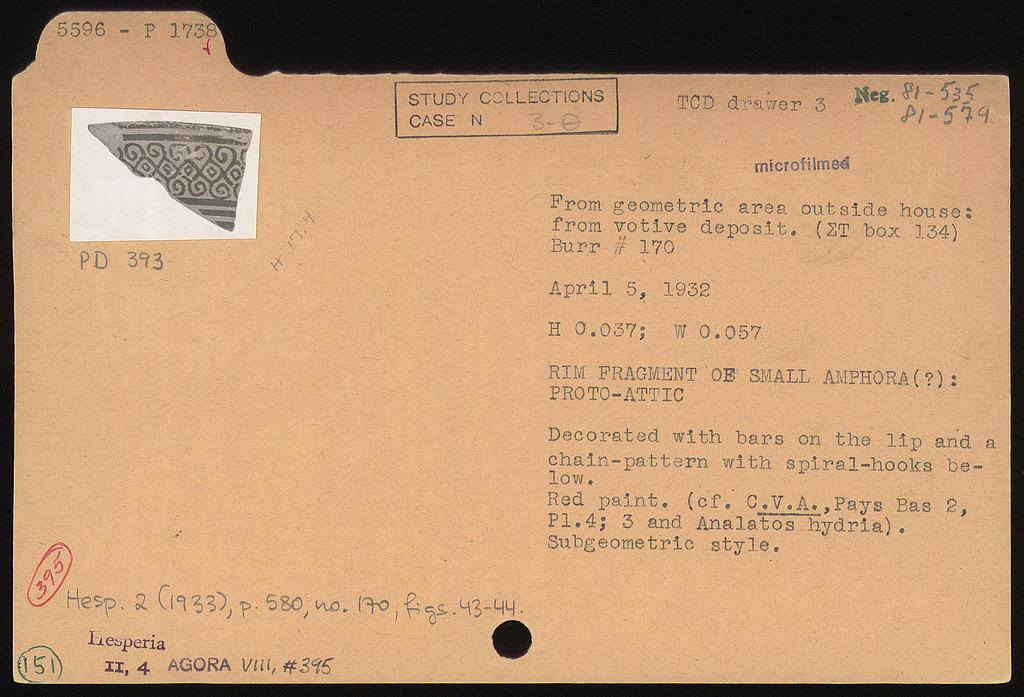 5596 - P 1738
STUDY COLLECTIONS
CASE N 3-⊖
TCD drawer 3
Neg. 81-535
81-579.
microfilmed
PD 393
From geometric area outside house:
from votive deposit. (ΣT box 134)
Burr # 170
April 5, 1932
H 0.037; W 0.057
RIM FRAGMENT OF SMALL AMPHORA(?):
PROTO-ATTIC
Decorated with bars on the lip and a
chain-pattern with spiral-hooks be-
low.
Red paint. (cf. C.V.A.,Pays Bas 2,
Pl.4; 3 and Analatos hydria).
Subgeometric style.
395
Hesp. 2 (1933), p. 580, no. 170, figs. 43-44.
Hesperia
II, 4 AGORA VIII, #395
151